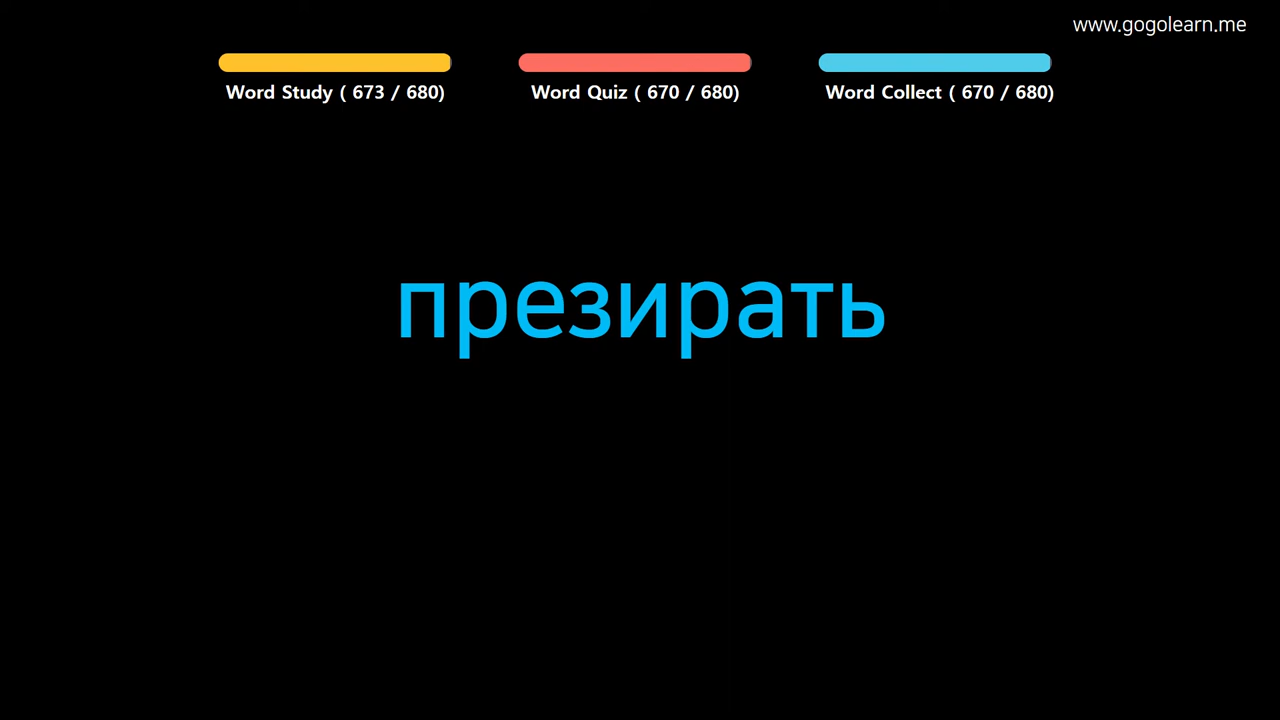 www.gogolearn.me
Word Study ( 673 / 680)
Word Quiz ( 670 / 680)
Word Collect ( 670 / 680)
презирать